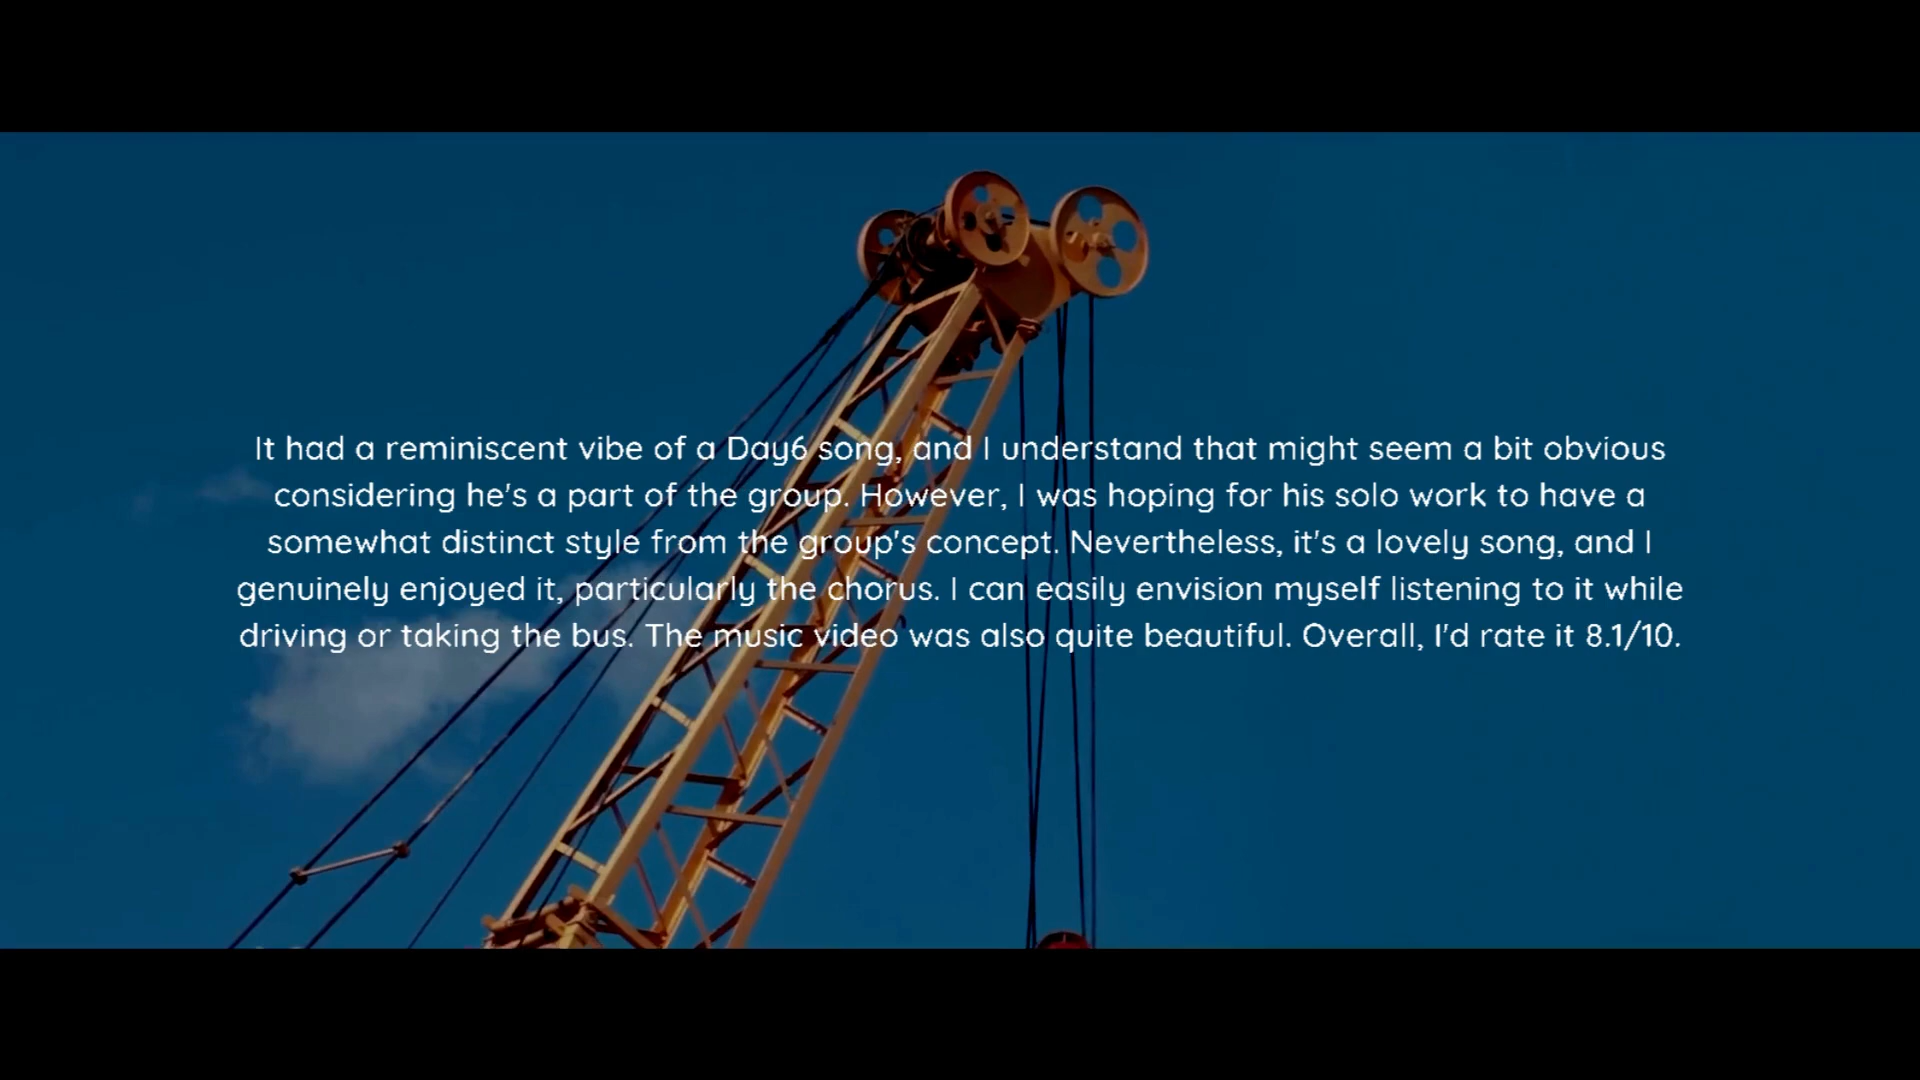 It had a reminiscent vibe of a Day6 song, and I understand that might seem a bit obvious
considering he's a part of the group. However, I was hoping for his solo work to have a
somewhat distinct style from the group's concept. Nevertheless, it's a lovely song, and I
genuinely enjoyed it, particularly the chorus. I can easily envision myself listening to it while
driving or taking the bus. The music video was also quite beautiful. Overall, I'd rate it 8.1/10.